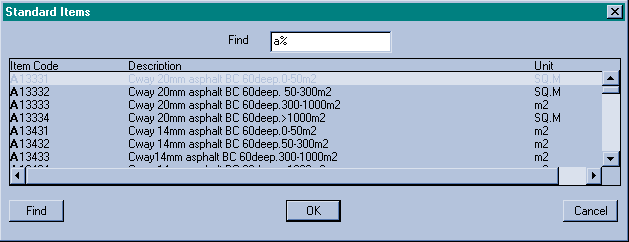 Standard Items
Find a%
Item Code Description Unit
A13331 Cway 20mm asphalt BC 60deep.0-50m2 SQ.M
A13332 Cway 20mm asphalt BC 60deep. 50-300m2 SQ.M
A13333 Cway 20mm asphalt BC 60deep.300-1000m2 m2
A13334 Cway 20mm asphalt BC 60deep.>1000m2 SQ.M
A13431 Cway 14mm asphalt BC 60deep.0-50m2 m2
A13432 Cway 14mm asphalt BC 60deep.50-300m2 m2
A13433 Cway14mm asphalt BC 60deep.300-1000m2 m2
Find OK Cancel